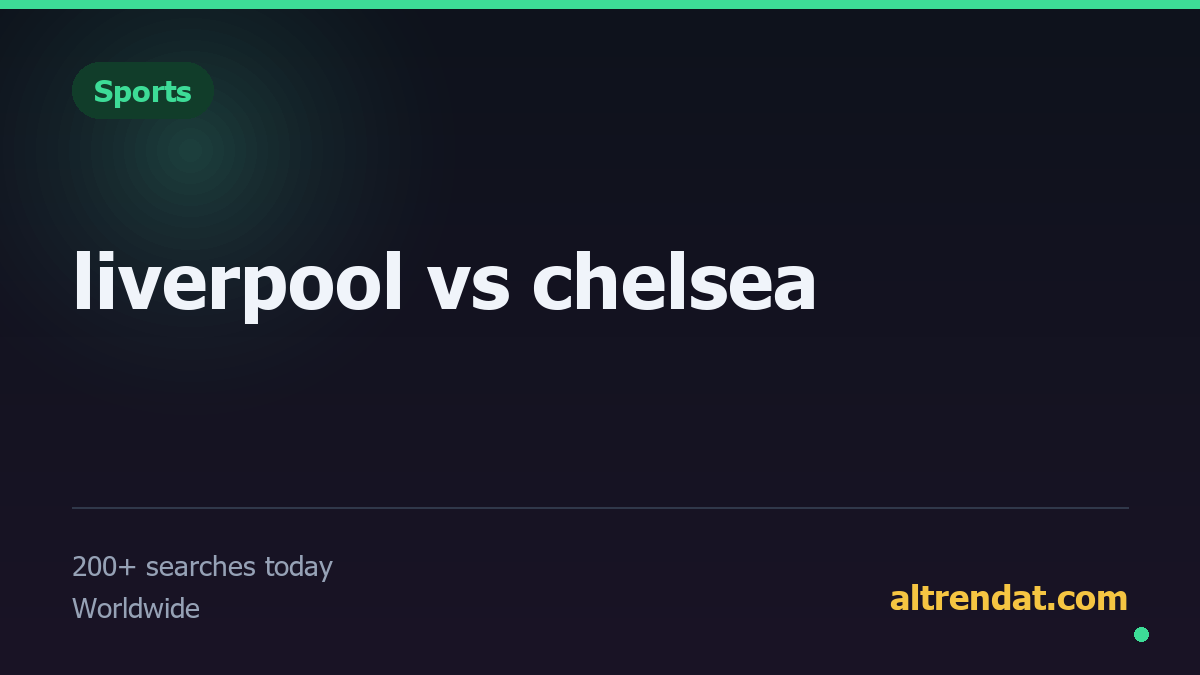 Sports
liverpool vs chelsea
200+ searches today
Worldwide
altrendat.com